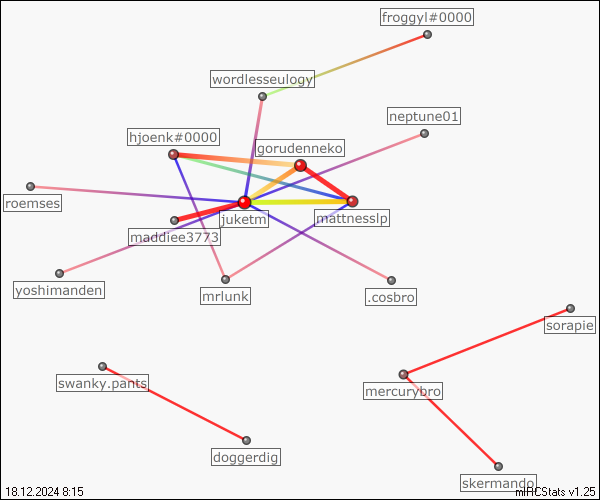 froggyl#0000
wordlesseulogy
neptune01
hjoenk#0000
gorudenneko
roemses
juketm
mattnesslp
maddiee3773
yoshimanden
mrlunk
.cosbro
sorapie
swanky.pants
mercurybro
doggerdig
skermando
18.12.2024 8:15
mIRCStats v1.25